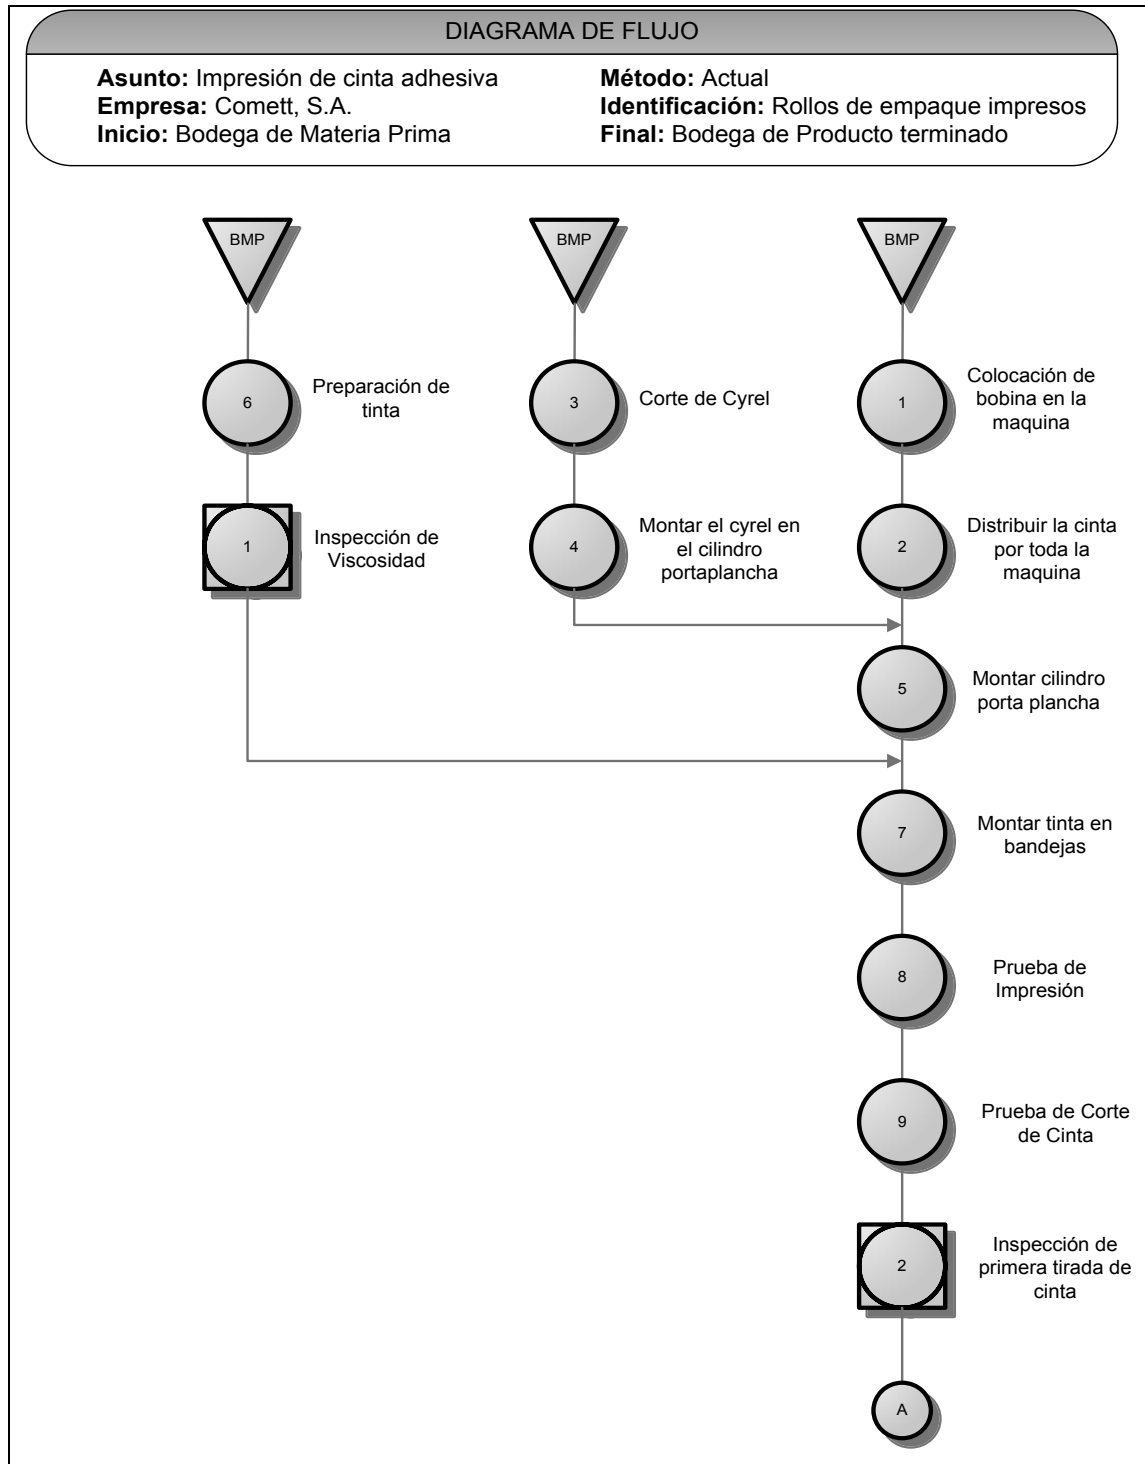 DIAGRAMA DE FLUJO
Asunto: Impresión de cinta adhesiva
Empresa: Comett, S.A.
Inicio: Bodega de Materia Prima
Método: Actual
Identificación: Rollos de empaque impresos
Final: Bodega de Producto terminado
BMP
BMP
BMP
6
Preparación de
tinta
3
Corte de Cyrel
1
Colocación de
bobina en la
maquina
1
Inspección de
Viscosidad
4
Montar el cyrel en
el cilindro
portaplancha
2
Distribuir la cinta
por toda la
maquina
5
Montar cilindro
porta plancha
7
Montar tinta en
bandejas
8
Prueba de
Impresión
9
Prueba de Corte
de Cinta
2
Inspección de
primera tirada de
cinta
A